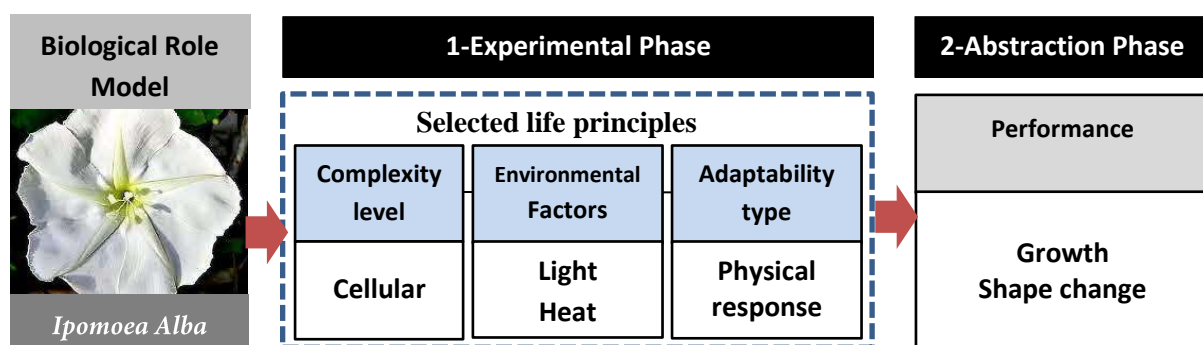 Biological Role
Model
Ipomoea Alba
1-Experimental Phase
Selected life principles
Complexity
level
Cellular
Environmental
Factors
Light
Heat
Adaptability
type
Physical
response
2-Abstraction Phase
Performance
Growth
Shape change